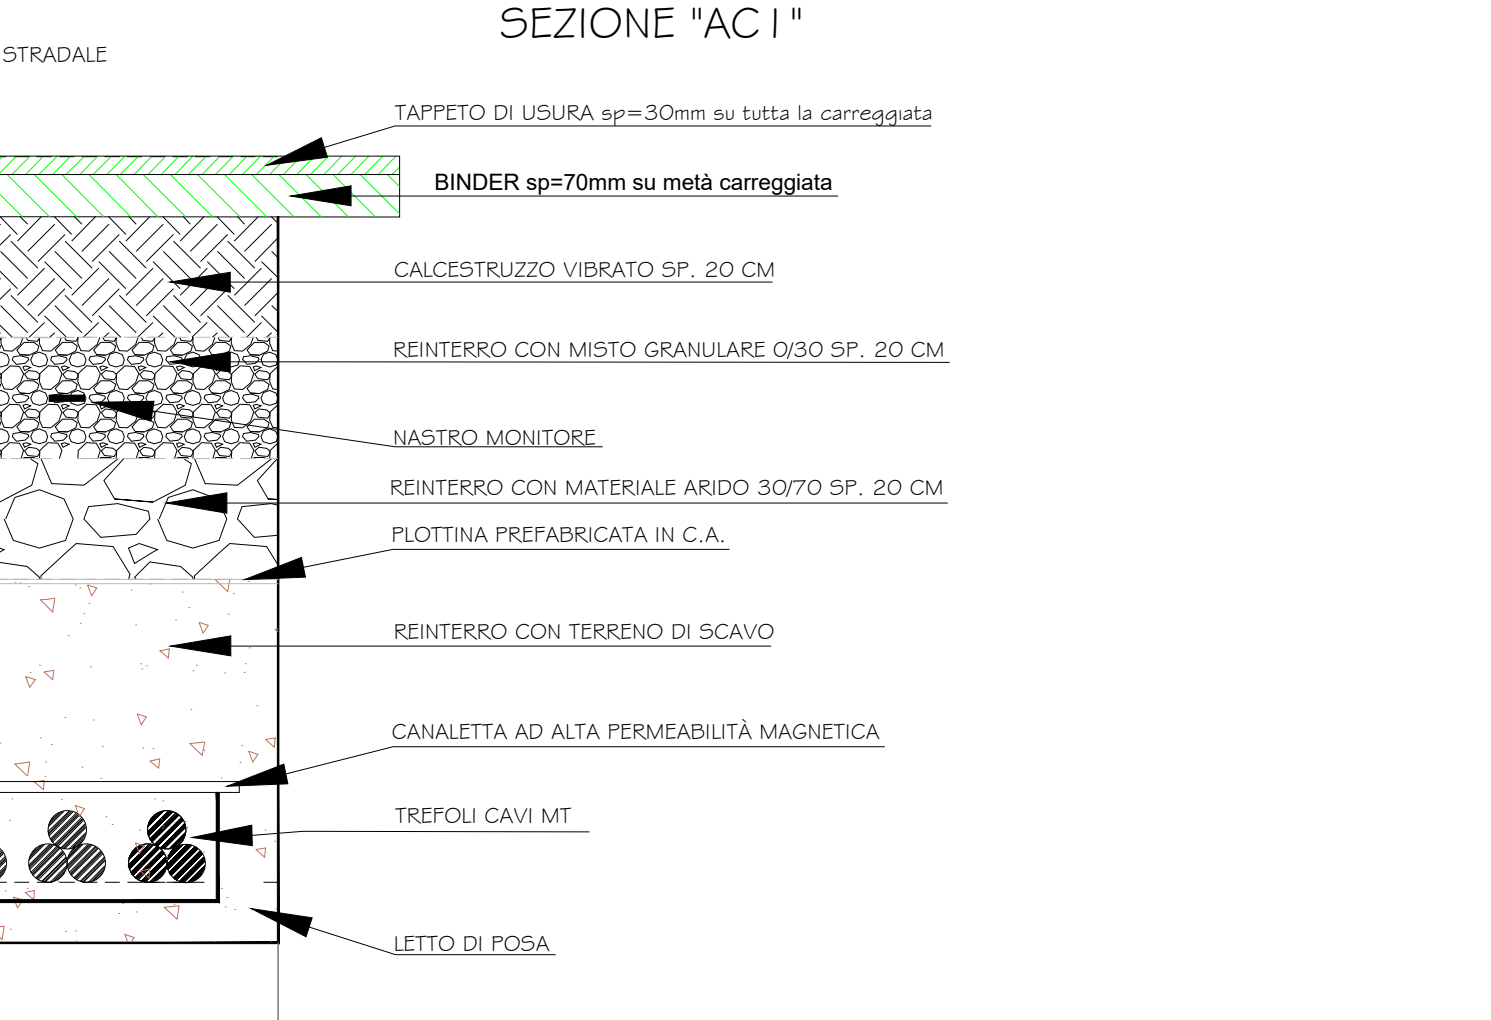 SEZIONE "AC1"
STRADALE
TAPPETO DI USURA sp=30mm su tutta la carreggiata
BINDER sp=70mm su metà carreggiata
CALCESTRUZZO VIBRATO SP. 20 CM
REINTERRO CON MISTO GRANULARE 0/30 SP. 20 CM
NASTRO MONITORE
REINTERRO CON MATERIALE ARIDO 30/70 SP. 20 CM
PLOTTINA PREFABRICATA IN C.A.
REINTERRO CON TERRENO DI SCAVO
CANALETTA AD ALTA PERMEABILITÀ MAGNETICA
TREFOLI CAVI MT
LETTO DI POSA